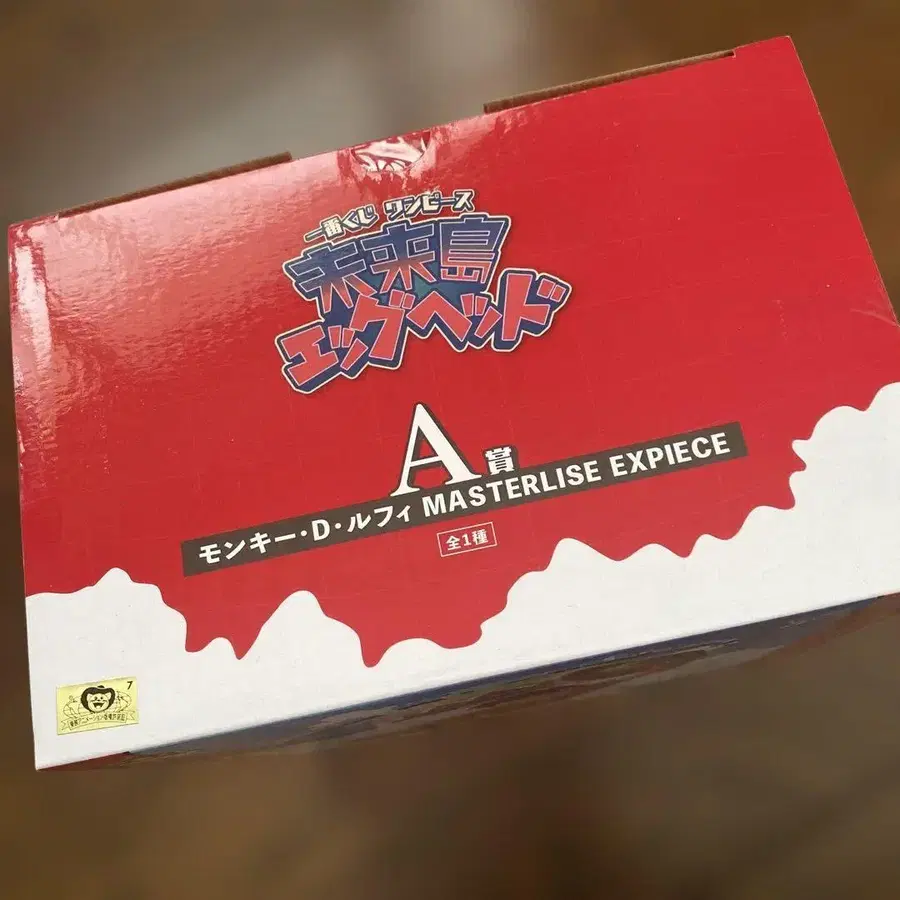 一番くじ ワンピース
未来島
エッグヘッド
A賞
モンキー・D・ルフィ MASTERLISE EXPIECE
全1種
7